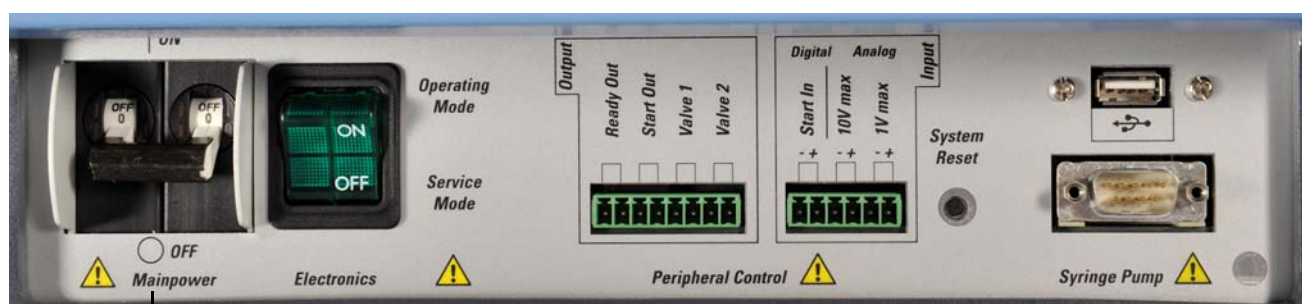 ON
OFF
0
OFF
0
OFF
Mainpower
ON
OFF
Electronics
Operating
Mode
Service
Mode
Output
Ready Out
Start Out
Valve 1
Valve 2
Digital Analog
Input
Start In
10V max
1V max
- + - + - +
Peripheral Control
System
Reset
Syringe Pump